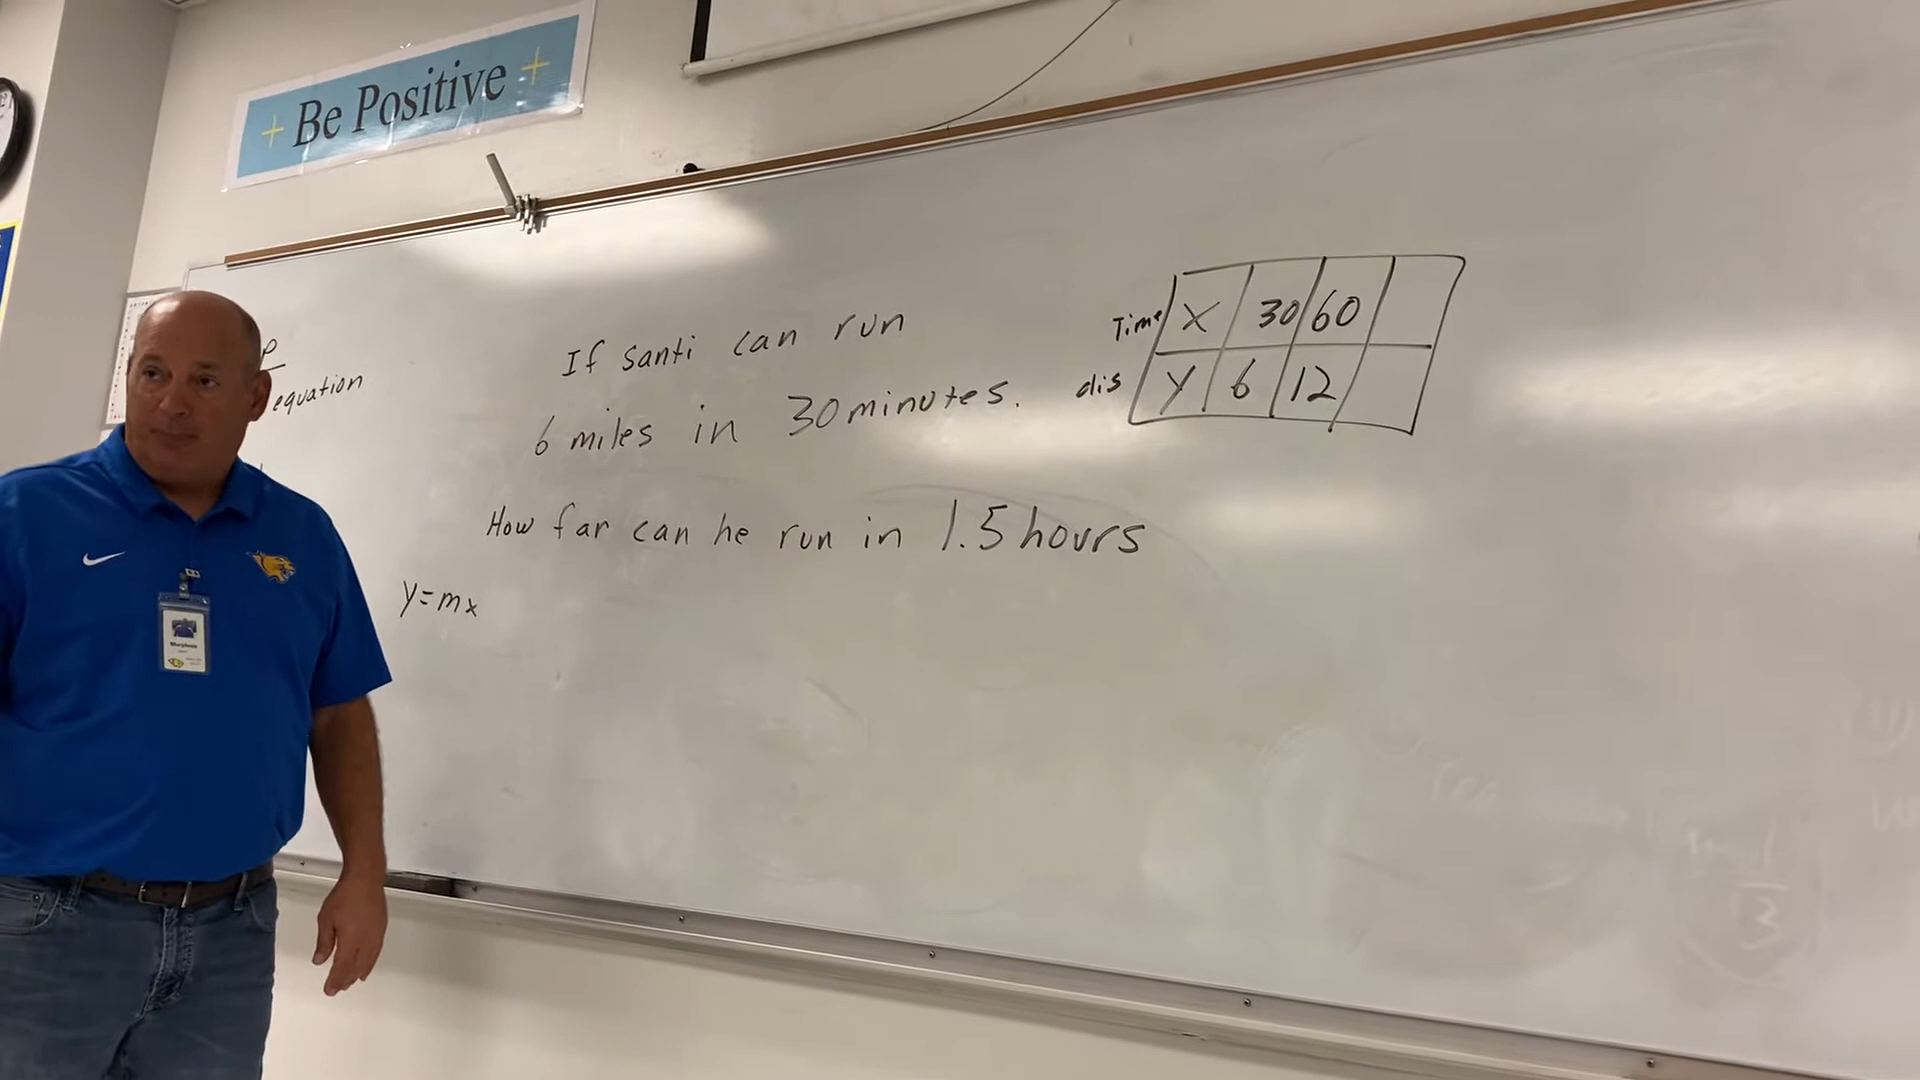 + Be Positive +
equation
If santi can run
6 miles in 30 minutes.
How far can he run in 1.5 hours
y=mx
Time X 30 60
dis y 6 12